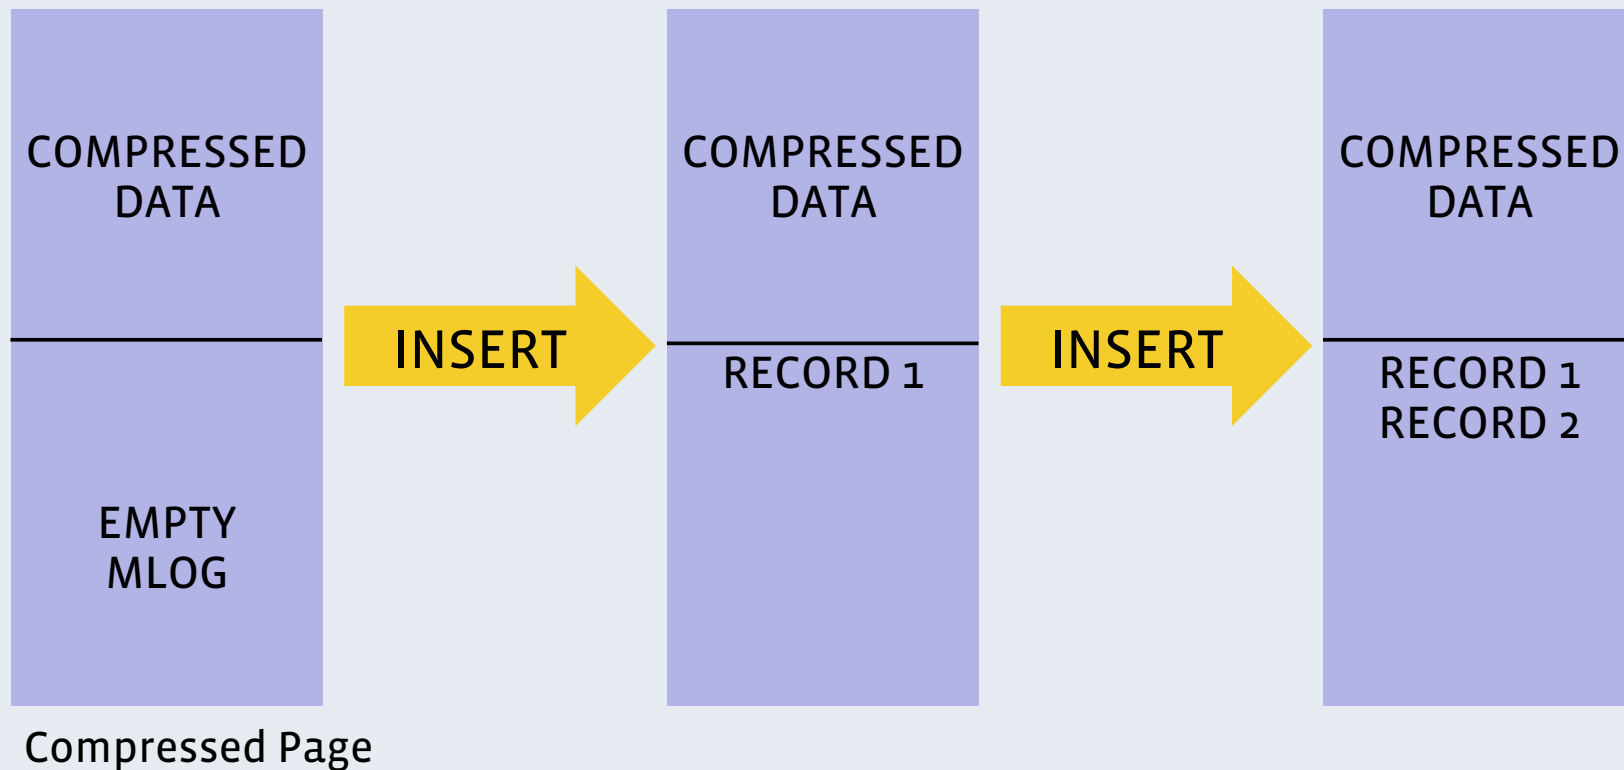 COMPRESSED
DATA
EMPTY
MLOG
Compressed Page
INSERT
COMPRESSED
DATA
RECORD 1
INSERT
COMPRESSED
DATA
RECORD 1
RECORD 2